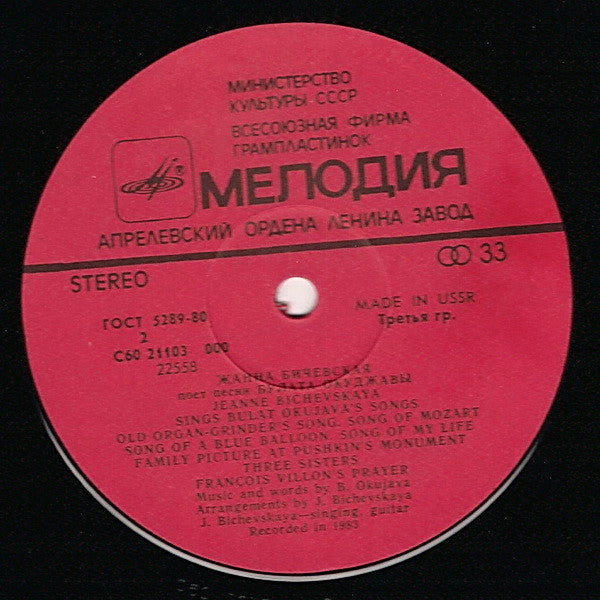 МИНИСТЕРСТВО
КУЛЬТУРЫ СССР
ВСЕСОЮЗНАЯ ФИРМА
ГРАМПЛАСТИНОК
МЕЛОДИЯ
АПРЕЛЕВСКИЙ ОРДЕНА ЛЕНИНА ЗАВОД
STEREO
33
ГОСТ 5289-80
MADE IN USSR
2
Третья гр.
С60 21103 000
22558
ЖАННА БИЧЕВСКАЯ
поет песни БУЛАТА ОКУДЖАВЫ
JEANNE BICHEVSKAYA
SINGS BULAT OKUJAVA'S SONGS
OLD ORGAN-GRINDER'S SONG. SONG OF MOZART
SONG OF A BLUE BALLOON. SONG OF MY LIFE
FAMILY PICTURE AT PUSHKIN'S MONUMENT
THREE SISTERS
FRANÇOIS VILLON'S PRAYER
Music and words by B. Okujava
Arrangements by J. Bichevskaya
J. Bichevskaya—singing, guitar
Recorded in 1983